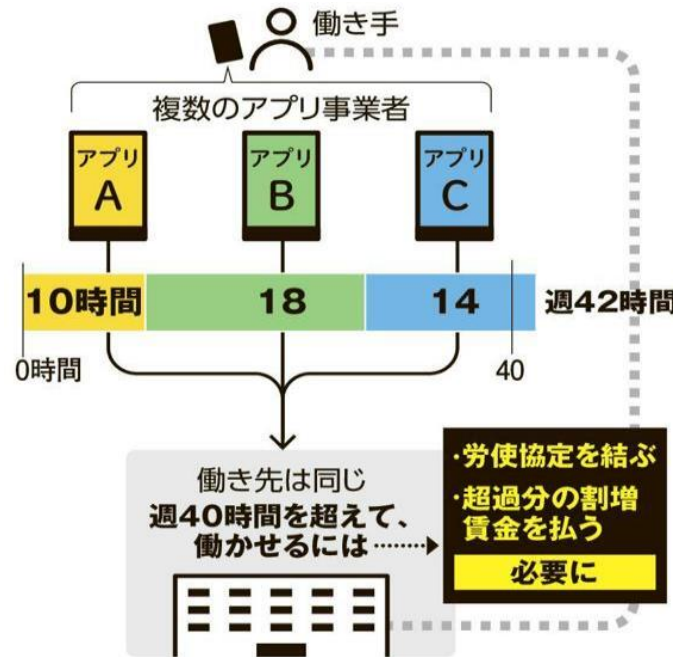 働き手
複数のアプリ事業者
アプリ
A
アプリ
B
アプリ
C
10時間
18
14
週42時間
0時間
40
働き先は同じ
週40時間を超えて、
働かせるには
・労使協定を結ぶ
・超過分の割増
賃金を払う
必要に